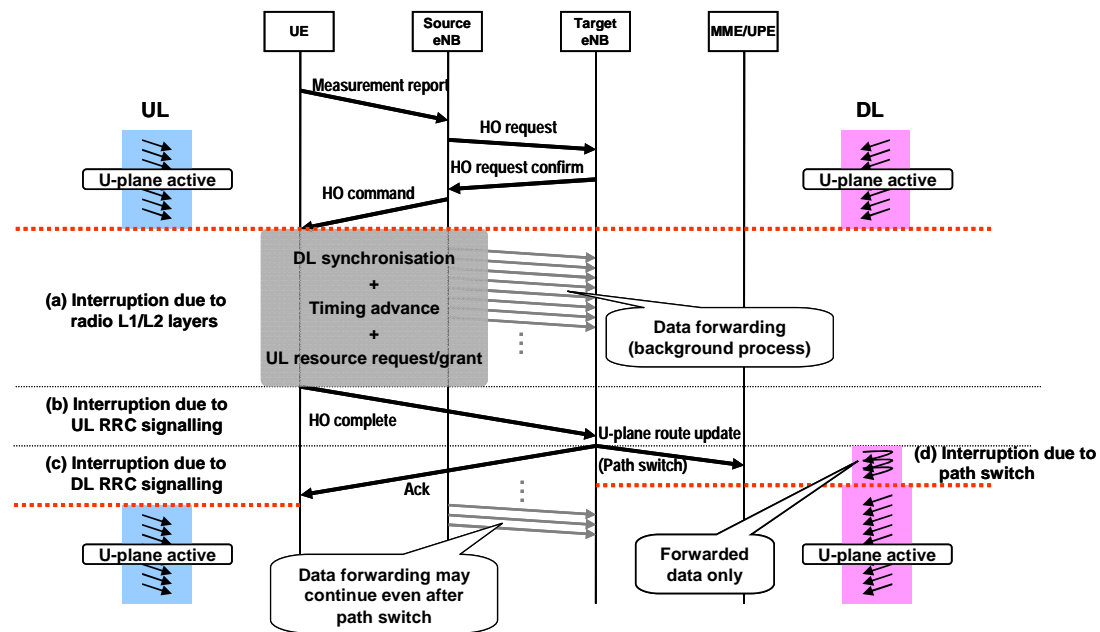 UE
Source
eNB
Target
eNB
MME/UPE
Measurement report
UL
DL
HO request
HO request confirm
U-plane active
U-plane active
HO command
DL synchronisation
+
Timing advance
+
UL resource request/grant
(a) Interruption due to
radio L1/L2 layers
Data forwarding
(background process)
(b) Interruption due to
UL RRC signalling
HO complete
U-plane route update
(Path switch)
(c) Interruption due to
DL RRC signalling
(d) Interruption due to
path switch
Ack
U-plane active
Data forwarding may
continue even after
path switch
Forwarded
data only
U-plane active